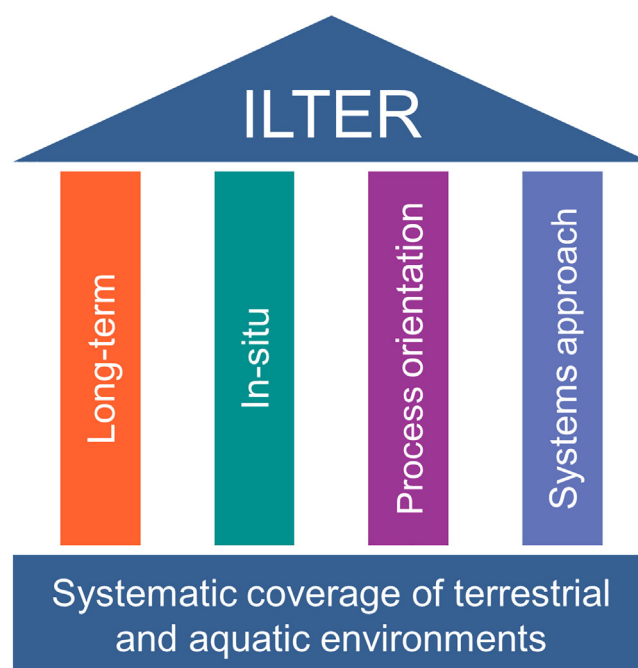 ILTER
Long-term
In-situ
Process orientation
Systems approach
Systematic coverage of terrestrial
and aquatic environments